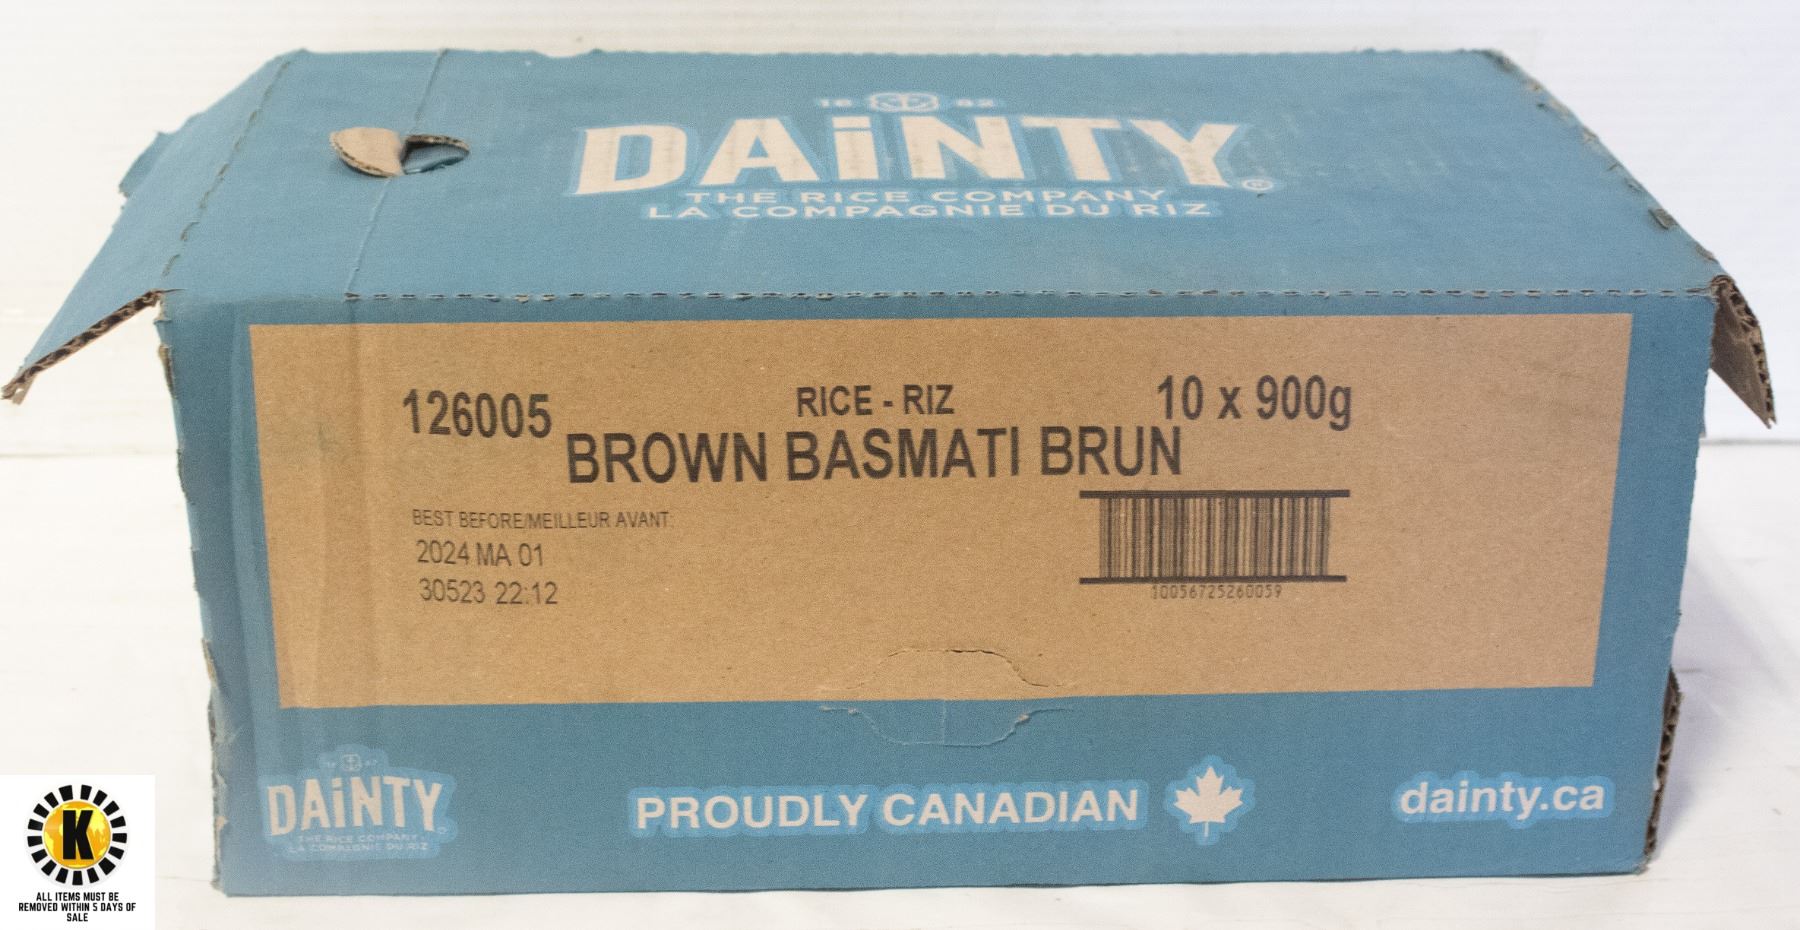 18 82
DAiNTY®
THE RICE COMPANY
LA COMPAGNIE DU RIZ
126005
RICE - RIZ
10 x 900g
BROWN BASMATI BRUN
BEST BEFORE/MEILLEUR AVANT:
2024 MA 01
30523 22:12
10056725260059
DAiNTY
THE RICE COMPANY
LA COMPAGNIE DU RIZ
PROUDLY CANADIAN
dainty.ca
K
ALL ITEMS MUST BE
REMOVED WITHIN 5 DAYS OF
SALE